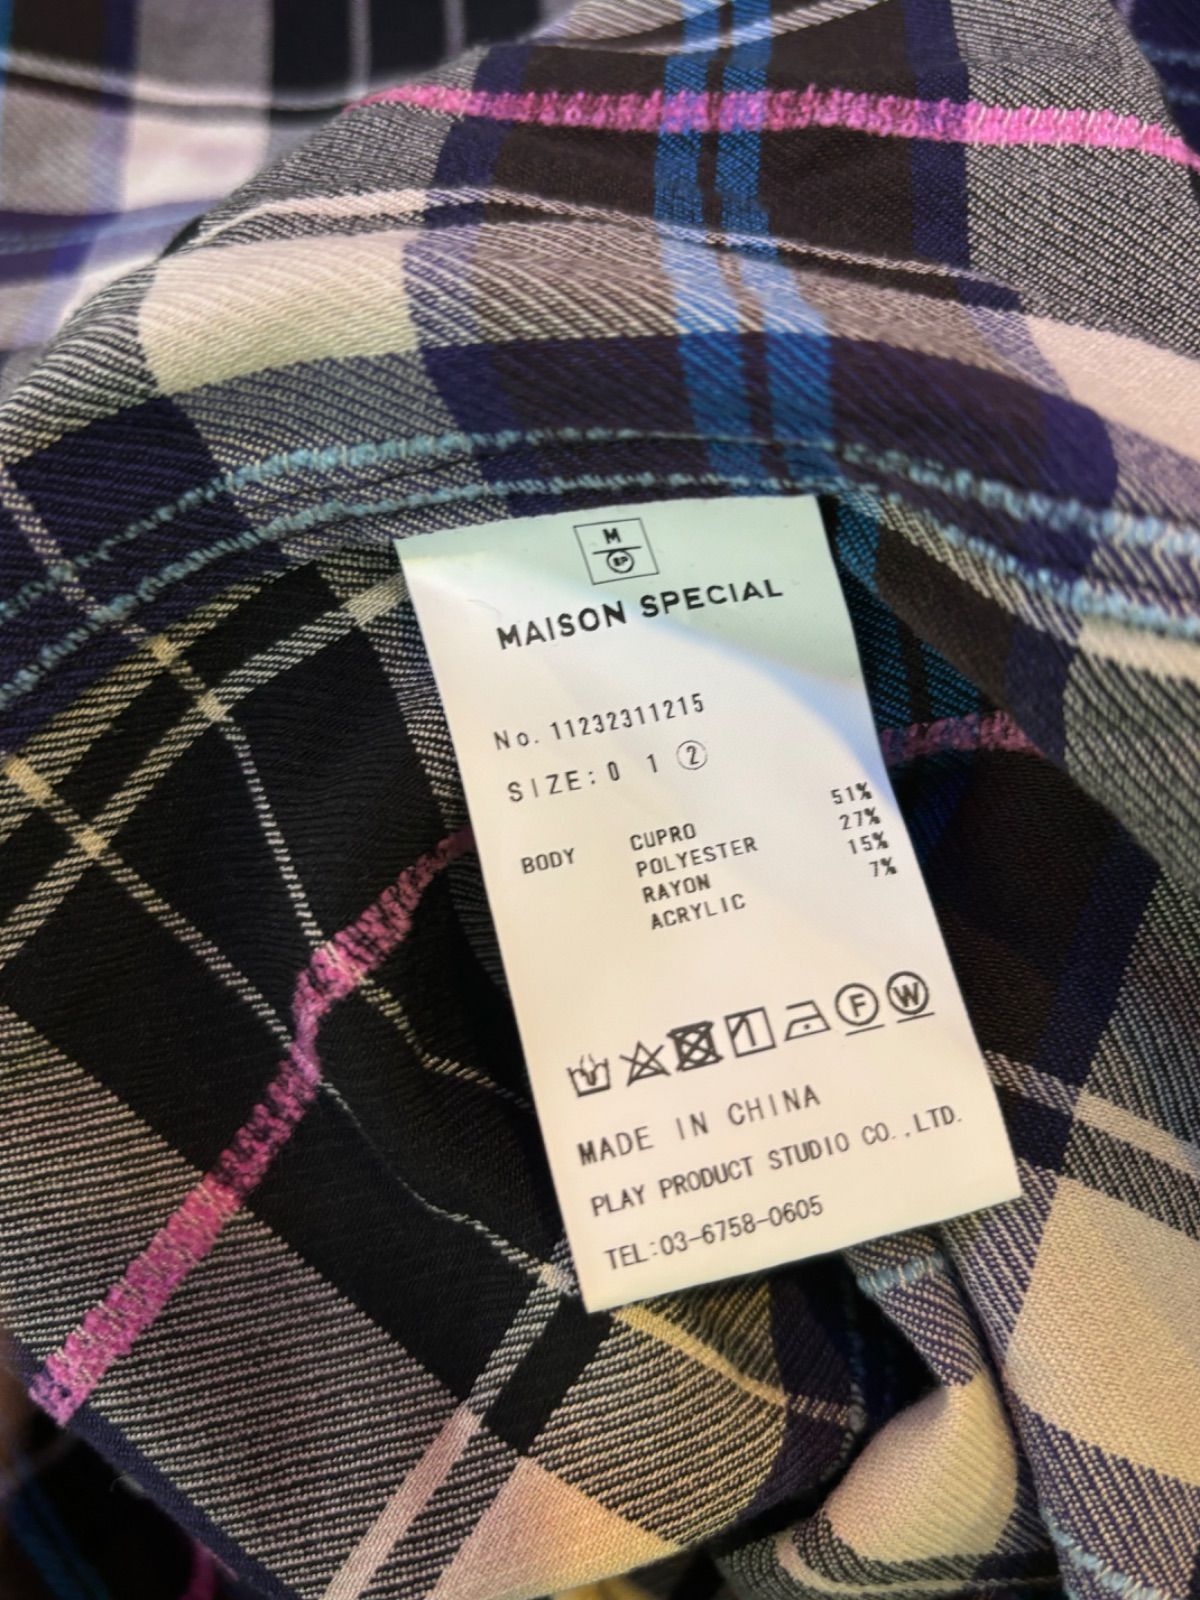 M
SP
MAISON SPECIAL
No. 11232311215
SIZE: 0 1 ②
BODY CUPRO 51%
POLYESTER 27%
RAYON 15%
ACRYLIC 7%
F W
MADE IN CHINA
PLAY PRODUCT STUDIO CO.,LTD.
TEL:03-6758-0605